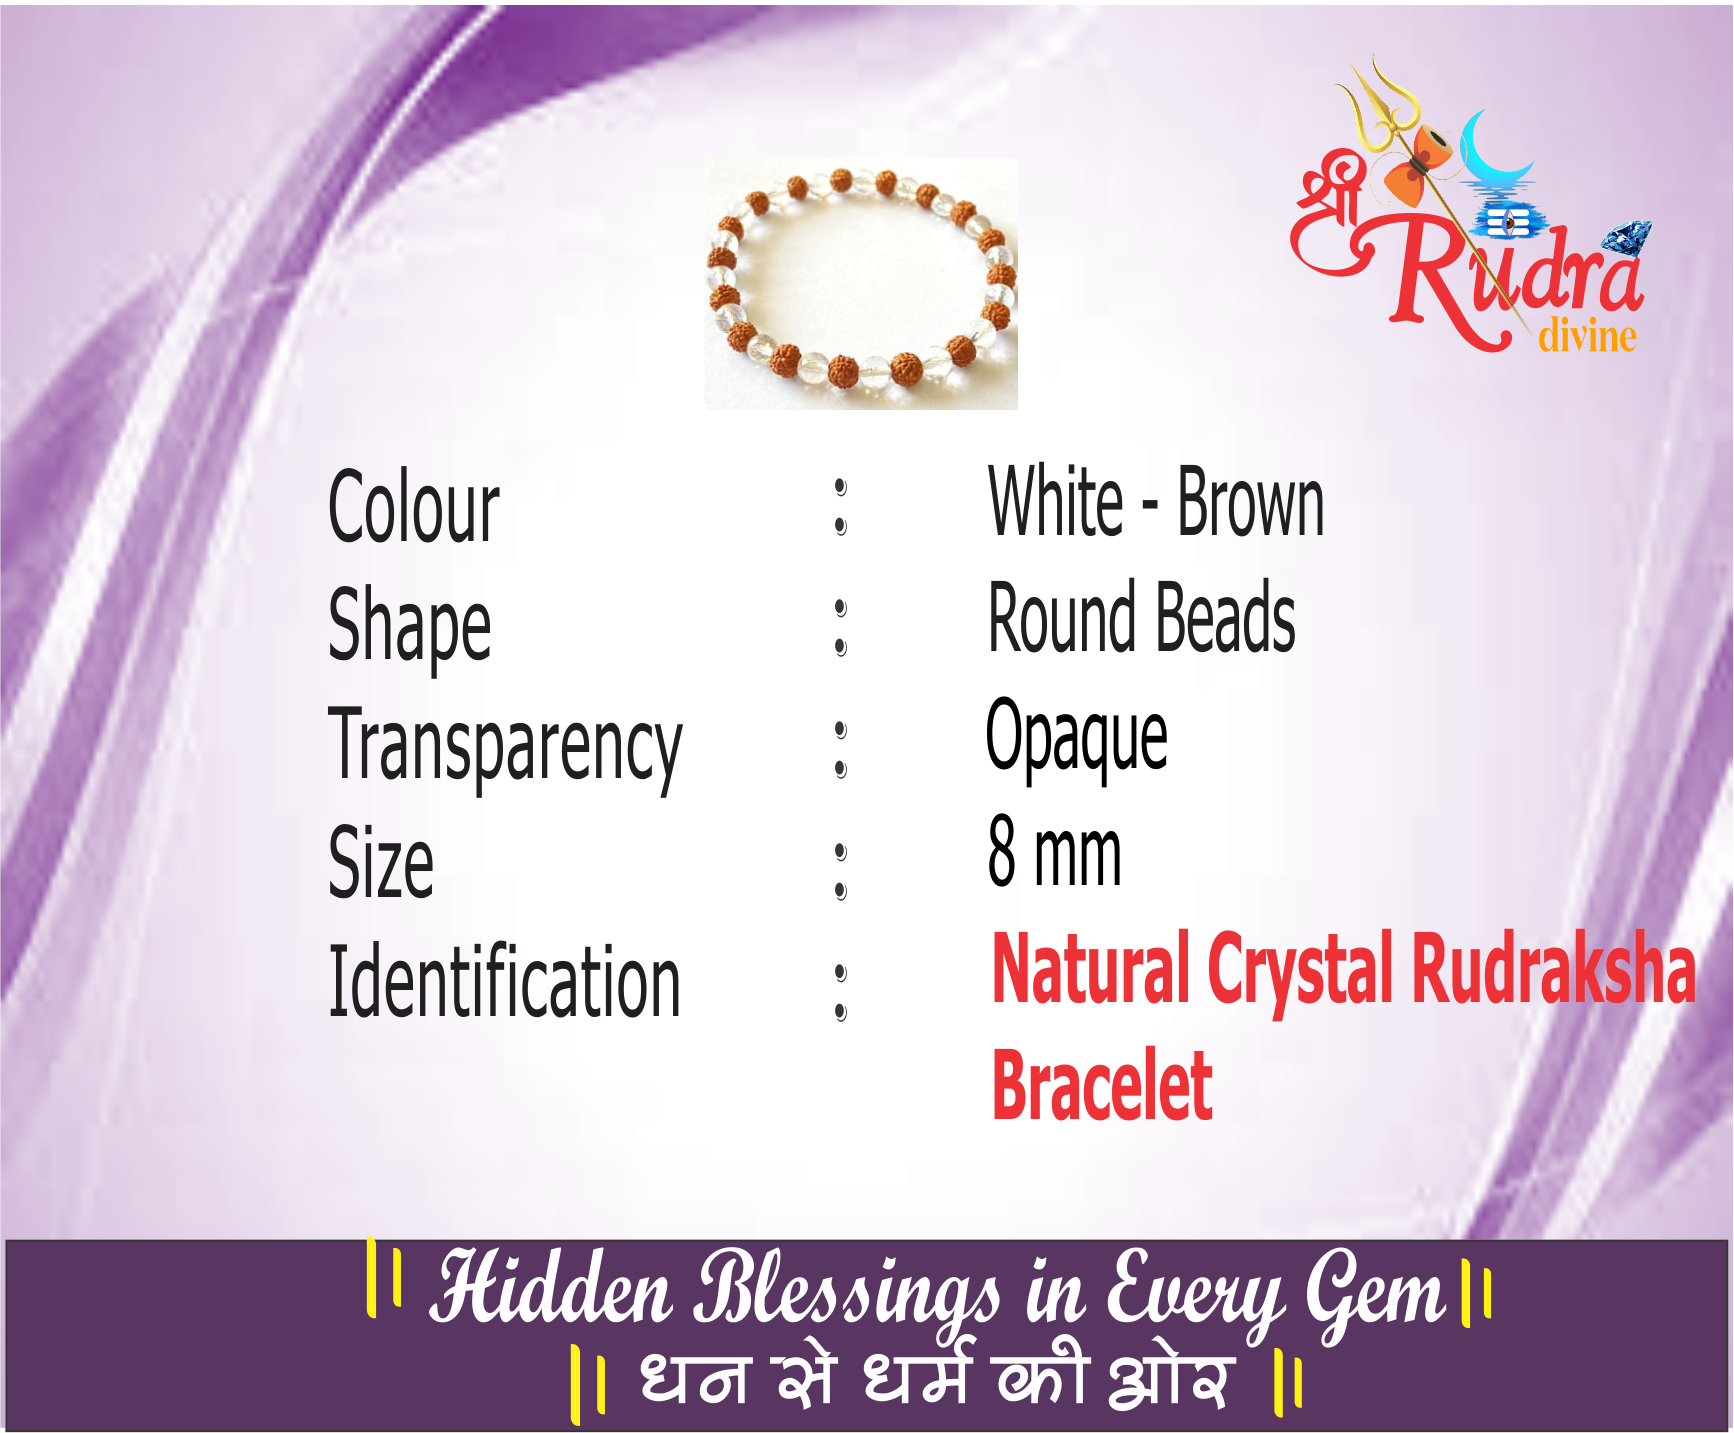 श्री
Rudra
divine
Colour : White - Brown
Shape : Round Beads
Transparency : Opaque
Size : 8 mm
Identification : Natural Crystal Rudraksha
Bracelet
|| Hidden Blessings in Every Gem ||
|| धन से धर्म की ओर ||